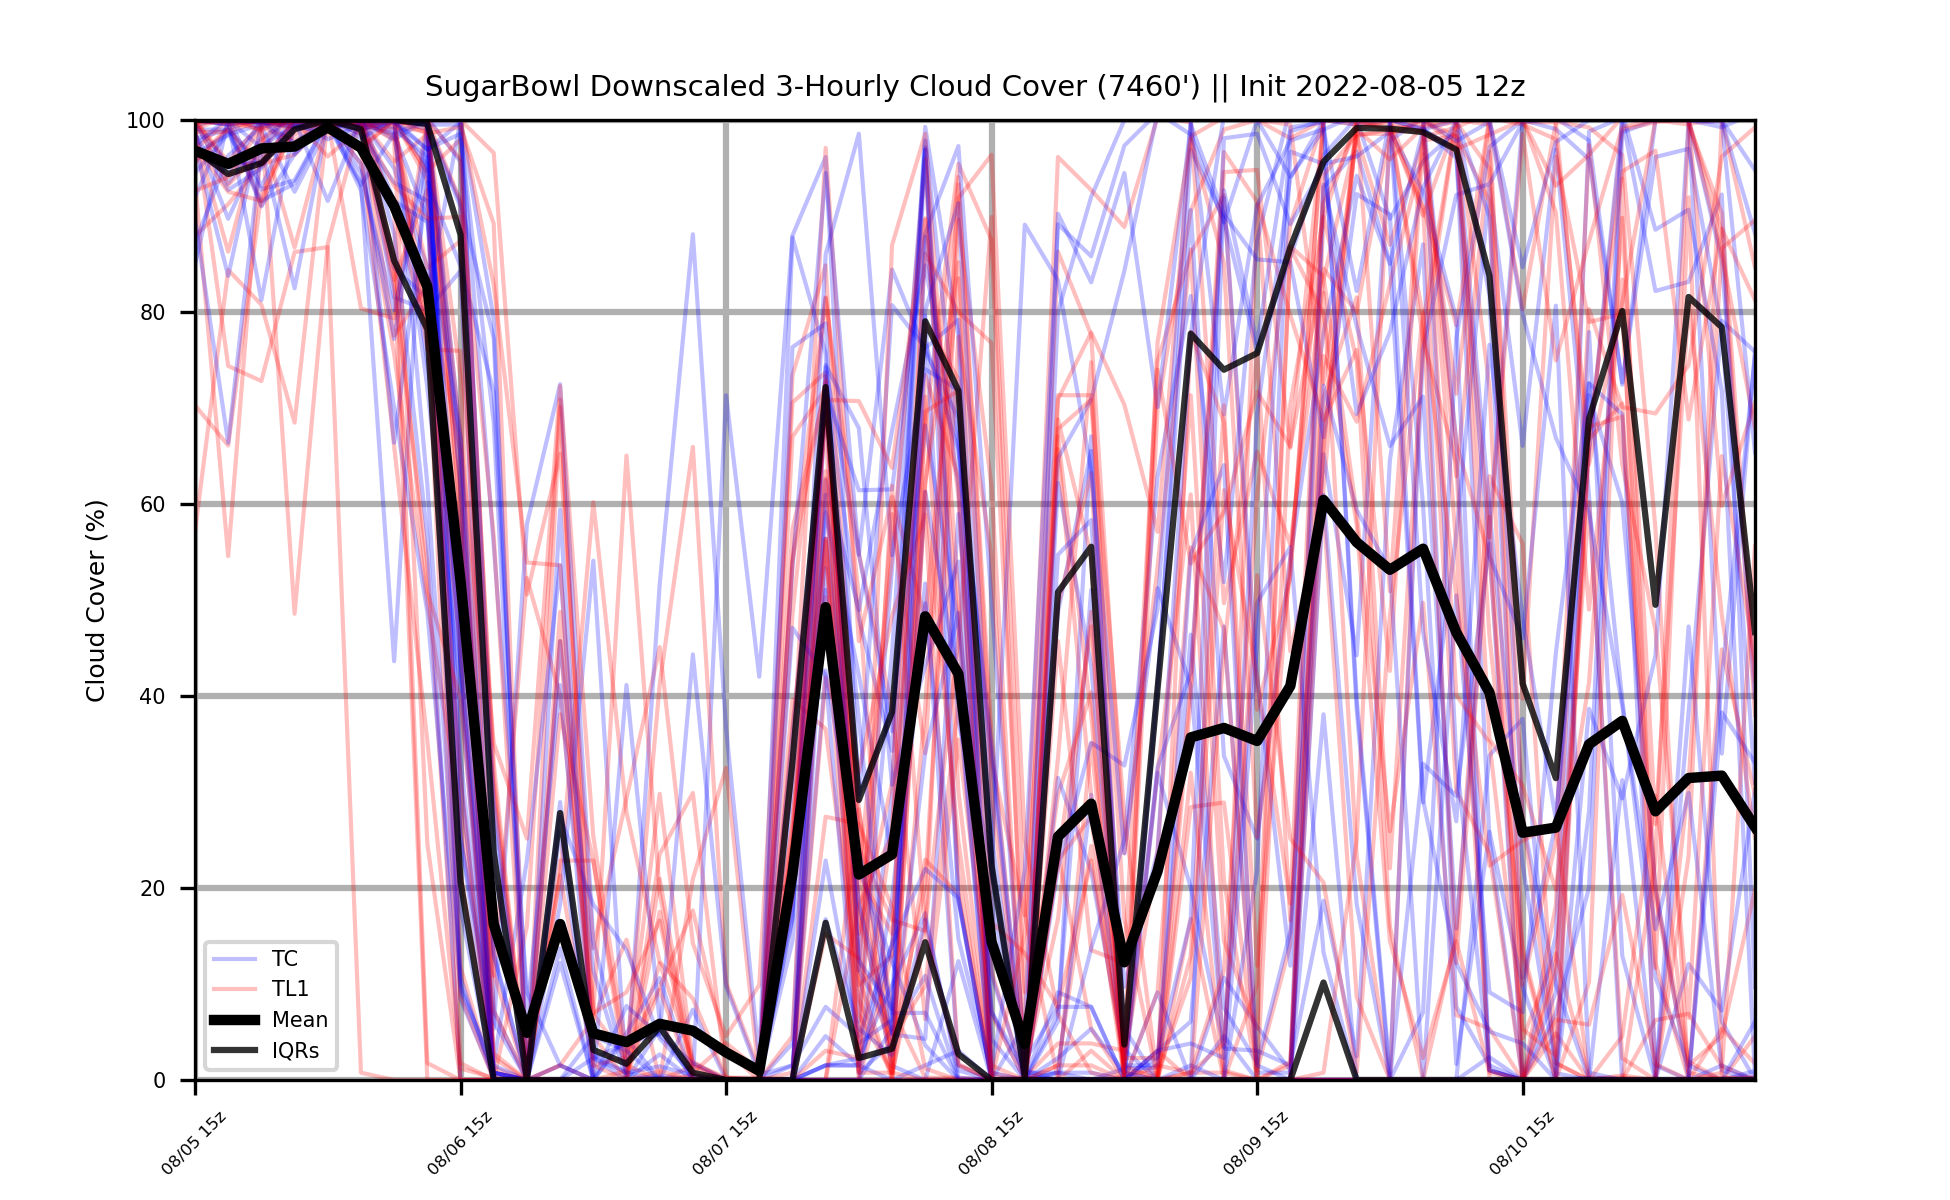 SugarBowl Downscaled 3-Hourly Cloud Cover (7460') || Init 2022-08-05 12z
Cloud Cover (%)
100
80
60
40
20
0
TC
TL1
Mean
IQRs
08/05 15z
08/06 15z
08/07 15z
08/08 15z
08/09 15z
08/10 15z